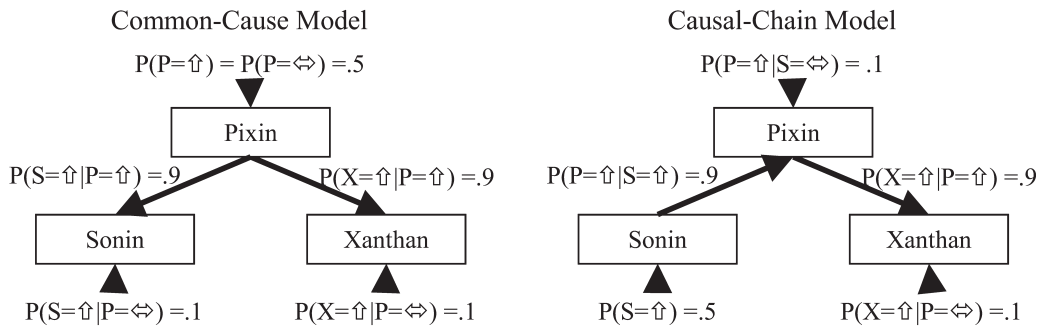 Common-Cause Model
P(P=⇧) = P(P=⬄) =.5
Pixin
P(S=⇧|P=⇧) =.9
P(X=⇧|P=⇧) =.9
Sonin
Xanthan
P(S=⇧|P=⬄) =.1
P(X=⇧|P=⬄) =.1
Causal-Chain Model
P(P=⇧|S=⬄) = .1
Pixin
P(P=⇧|S=⇧) =.9
P(X=⇧|P=⇧) =.9
Sonin
Xanthan
P(S=⇧) =.5
P(X=⇧|P=⬄) =.1